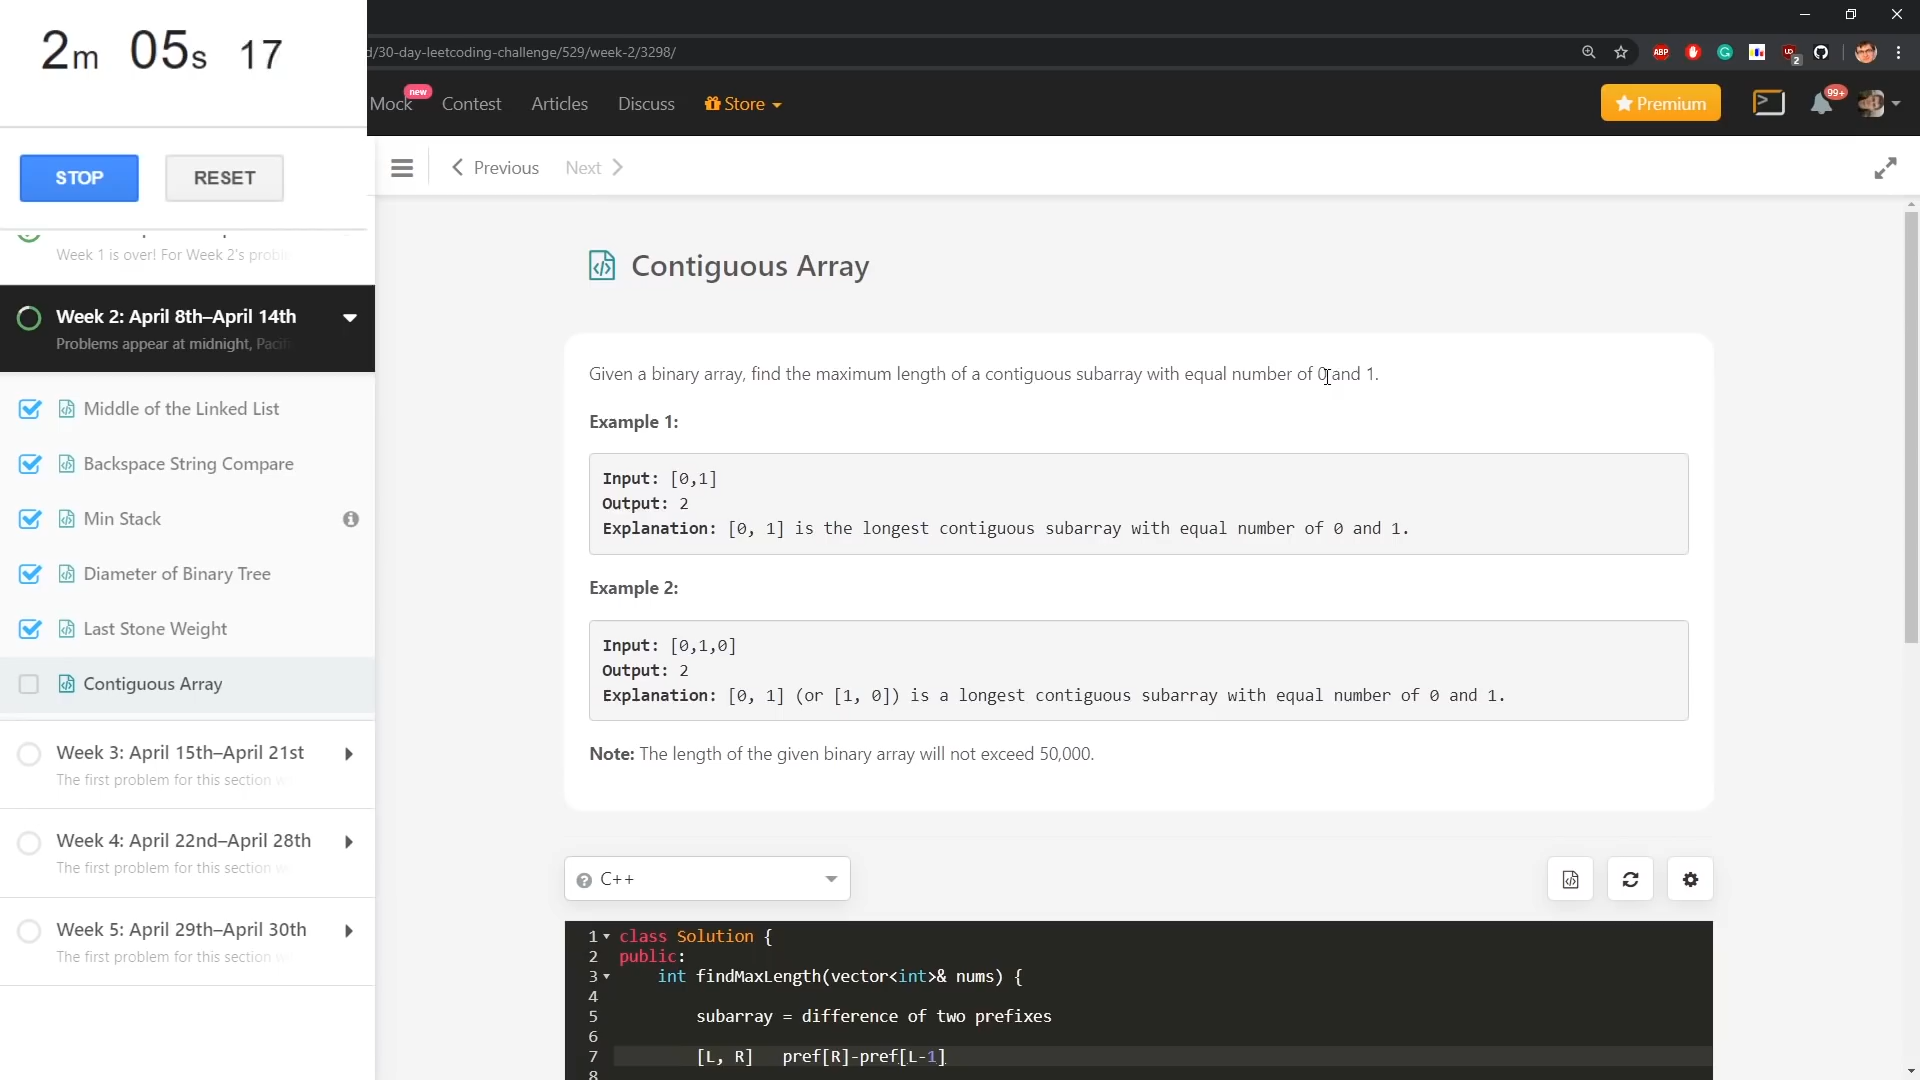 2m 05s 17
d/30-day-leetcoding-challenge/529/week-2/3298/
ABP
2
Mock
new
Contest
Articles
Discuss
Store
Premium
99+
STOP
RESET
Previous
Next
Week 1 is over! For Week 2's proble
Week 2: April 8th–April 14th
Problems appear at midnight, Pacifi
Middle of the Linked List
Backspace String Compare
Min Stack
Diameter of Binary Tree
Last Stone Weight
Contiguous Array
Week 3: April 15th–April 21st
The first problem for this section w
Week 4: April 22nd–April 28th
The first problem for this section w
Week 5: April 29th–April 30th
The first problem for this section w
Contiguous Array
Given a binary array, find the maximum length of a contiguous subarray with equal number of 0 and 1.
Example 1:
Input: [0,1]
Output: 2
Explanation: [0, 1] is the longest contiguous subarray with equal number of 0 and 1.
Example 2:
Input: [0,1,0]
Output: 2
Explanation: [0, 1] (or [1, 0]) is a longest contiguous subarray with equal number of 0 and 1.
Note: The length of the given binary array will not exceed 50,000.
C++
1 class Solution {
2 public:
3 int findMaxLength(vector<int>& nums) {
4
5 subarray = difference of two prefixes
6
7 [L, R] pref[R]-pref[L-1]
8